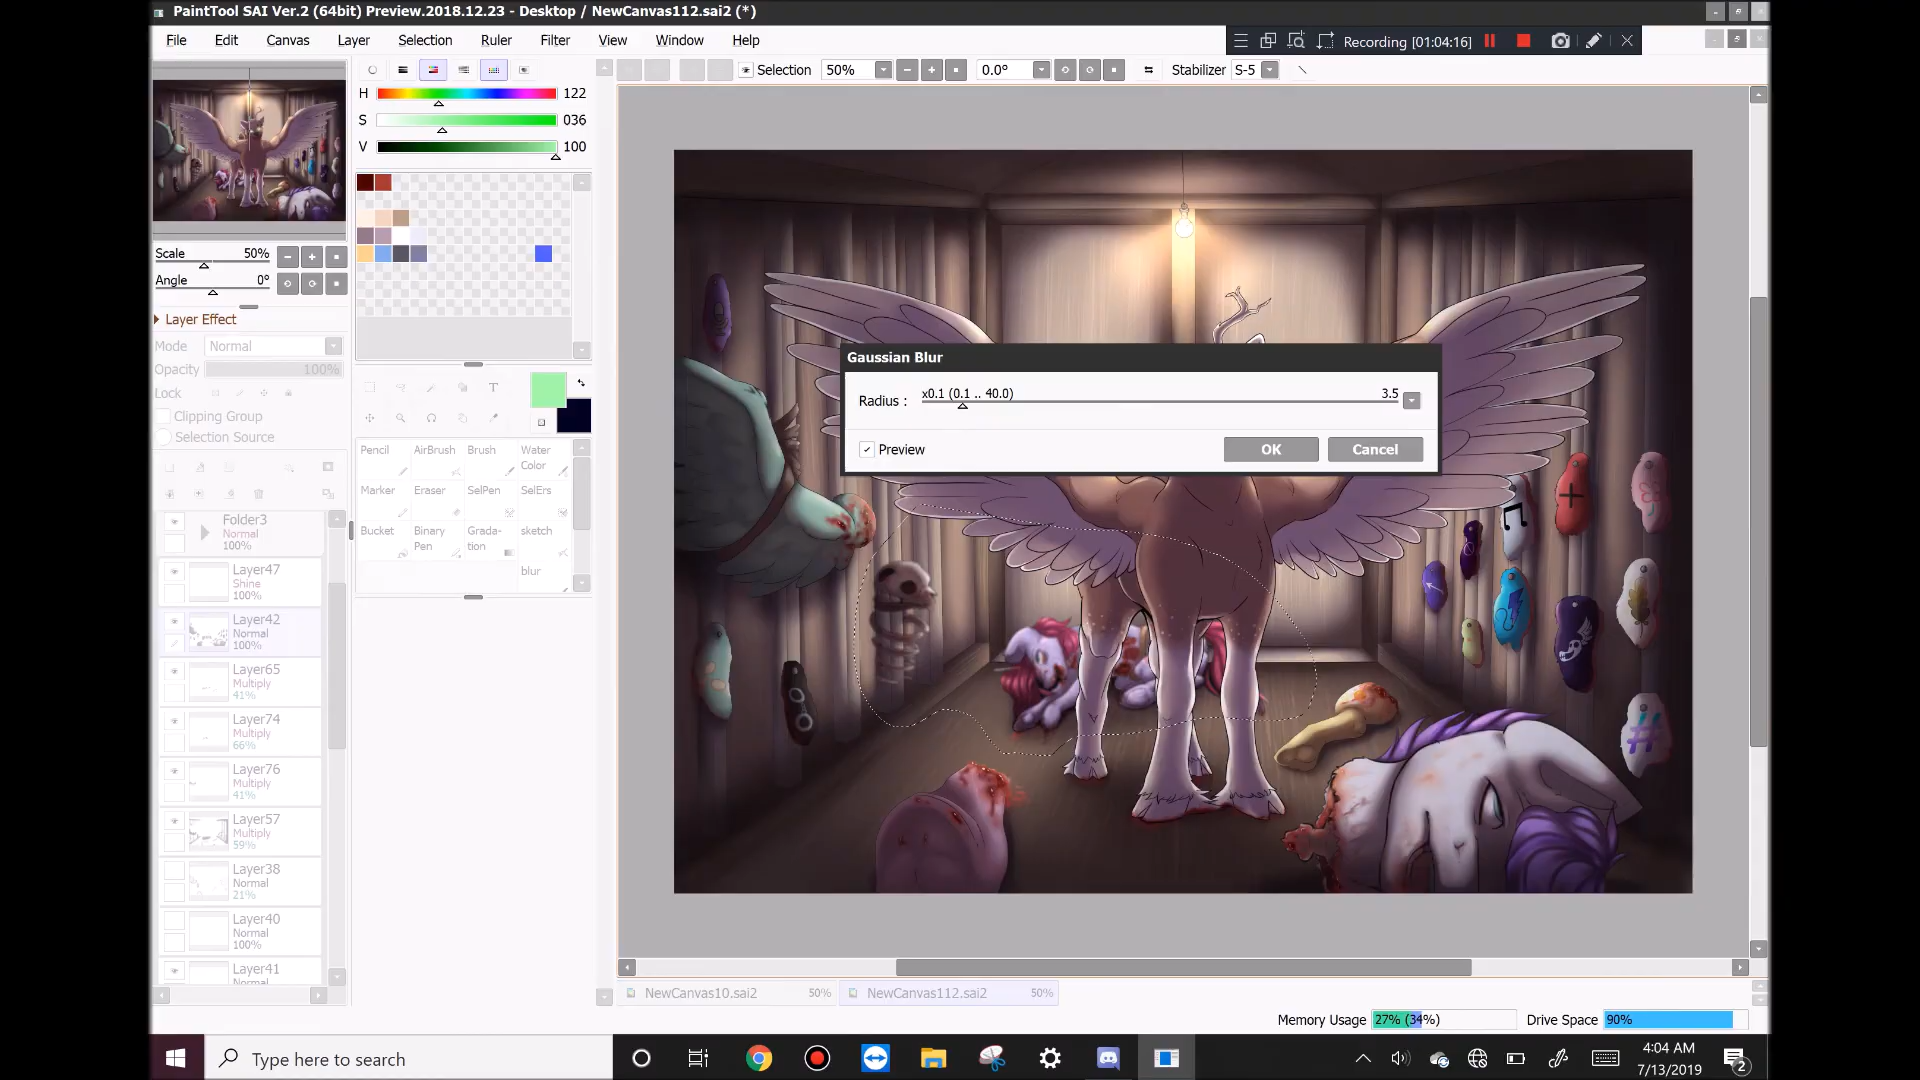 PaintTool SAI Ver.2 (64bit) Preview.2018.12.23 - Desktop / NewCanvas112.sai2 (*)
File Edit Canvas Layer Selection Ruler Filter View Window Help
Recording [01:04:16]
Selection 50% 0.0° Stabilizer S-5
H 122
S 036
V 100
Scale 50%
Angle 0°
Layer Effect
Mode Normal
Opacity 100%
Lock
Clipping Group
Selection Source
Folder3
Normal
100%
Layer47
Shine
100%
Layer42
Normal
100%
Layer65
Multiply
41%
Layer74
Multiply
66%
Layer76
Multiply
41%
Layer57
Multiply
59%
Layer38
Normal
21%
Layer40
Normal
100%
Layer41
Normal
T
Pencil AirBrush Brush Water Color
Marker Eraser SelPen SelErs
Bucket Binary Pen Grada-tion sketch
blur
Gaussian Blur
Radius : x0.1 (0.1 .. 40.0) 3.5
Preview OK Cancel
#
NewCanvas10.sai2 50% NewCanvas112.sai2 50%
Memory Usage 27% (34%) Drive Space 90%
Type here to search
4:04 AM
7/13/2019
2